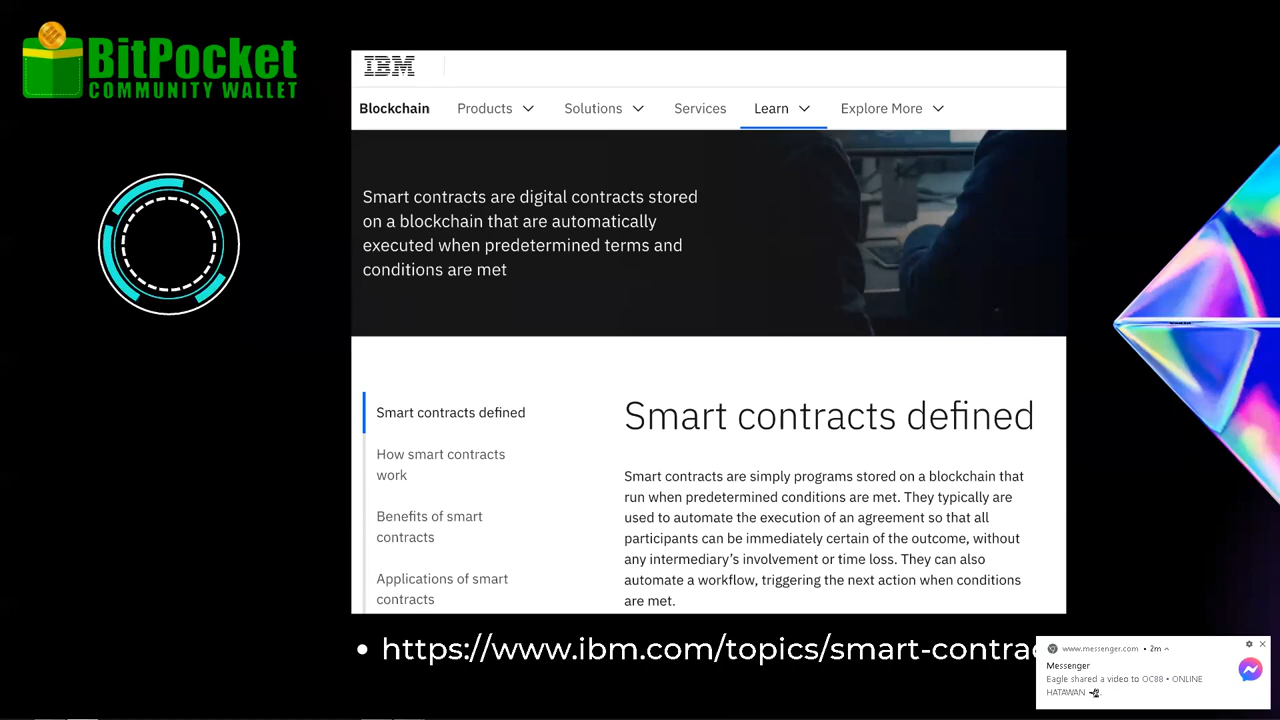 BitPocket
COMMUNITY WALLET
IBM
Blockchain Products Solutions Services Learn Explore More
Smart contracts are digital contracts stored
on a blockchain that are automatically
executed when predetermined terms and
conditions are met
Smart contracts defined
How smart contracts
work
Benefits of smart
contracts
Applications of smart
contracts
Smart contracts defined
Smart contracts are simply programs stored on a blockchain that
run when predetermined conditions are met. They typically are
used to automate the execution of an agreement so that all
participants can be immediately certain of the outcome, without
any intermediary's involvement or time loss. They can also
automate a workflow, triggering the next action when conditions
are met.
• https://www.ibm.com/topics/smart-contrac
www.messenger.com • 2m
Messenger
Eagle shared a video to OC88 • ONLINE
HATAWAN